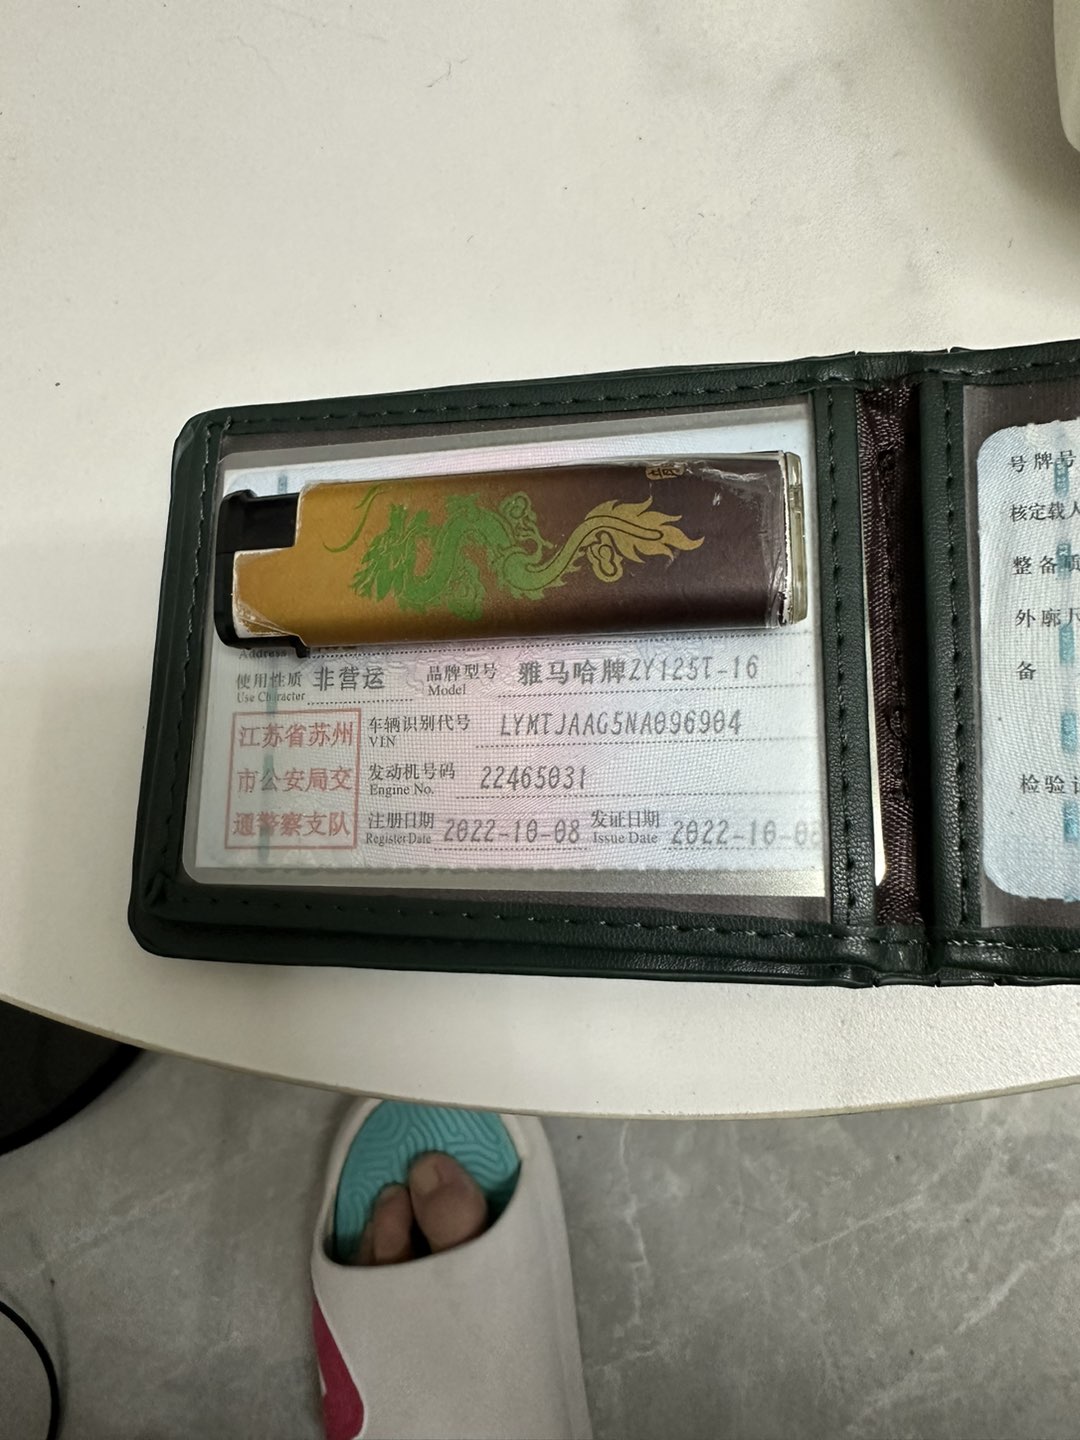 Address
使用性质 非营运 品牌型号 雅马哈牌ZY125T-16
Use Character Model
江苏省苏州
市公安局交
通警察支队
车辆识别代号 LYMTJAAG5NA096904
VIN
发动机号码 22465031
Engine No.
注册日期 2022-10-08 发证日期 2022-10-08
Register Date Issue Date
号牌号
核定载人
整备质
外廓尺
备
检验记